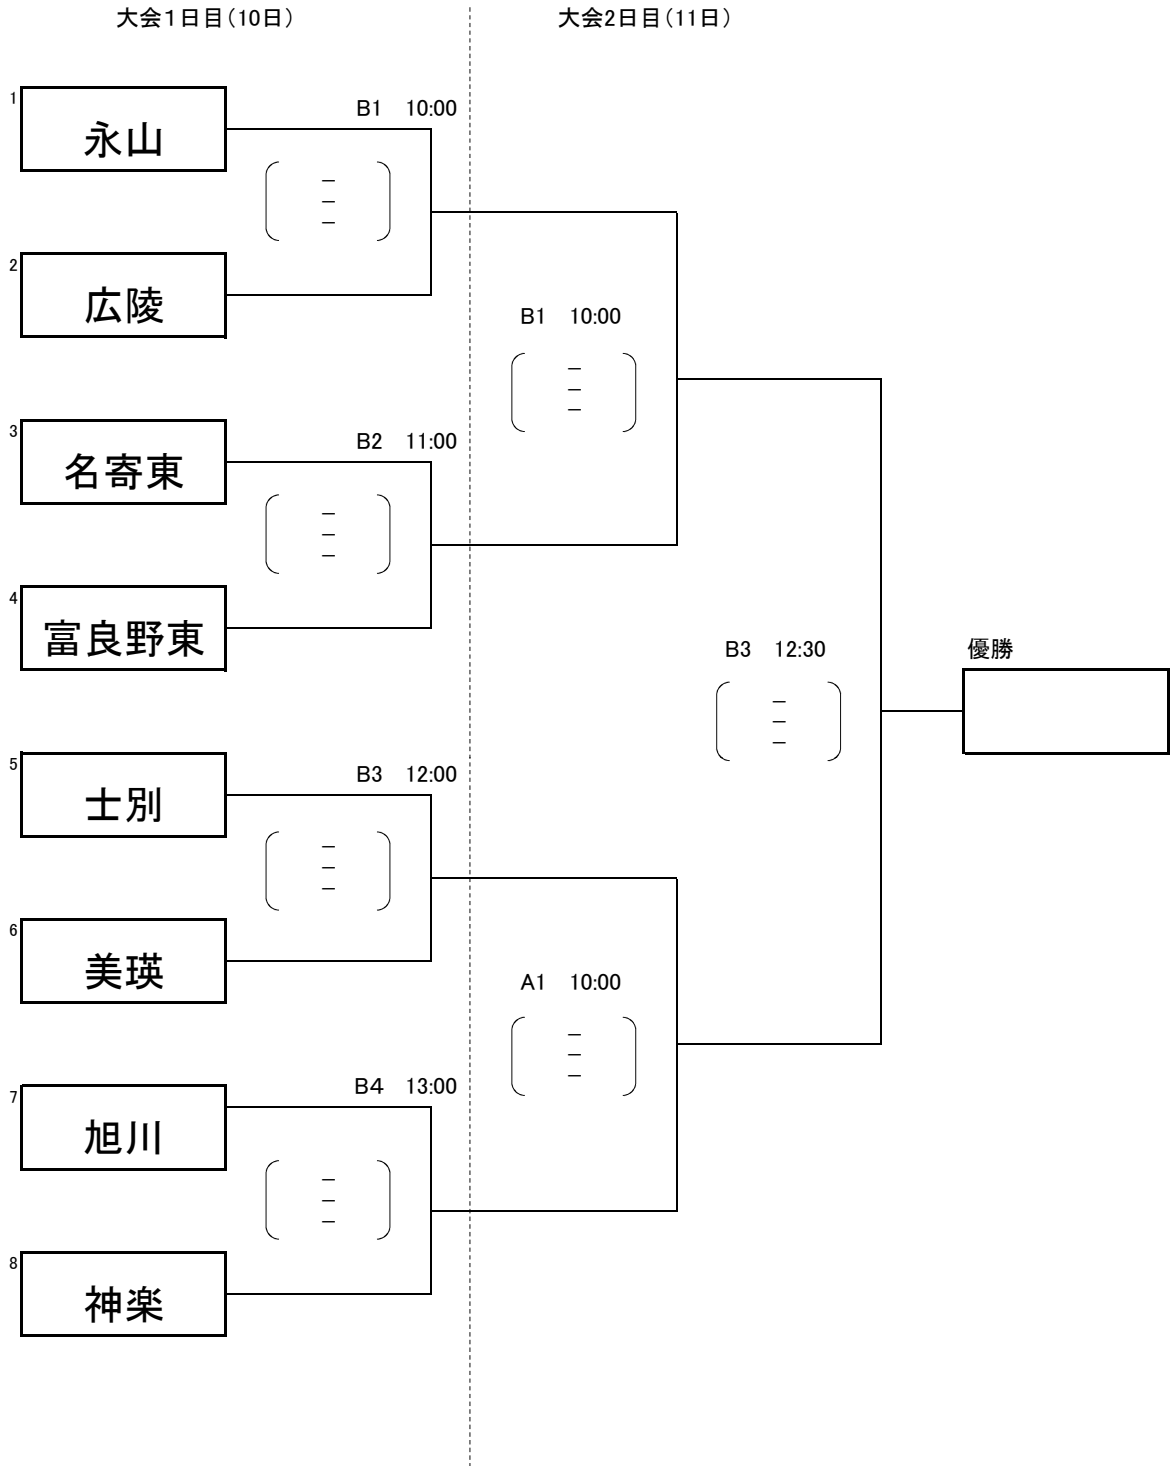 大会１日目（10日）
大会2日目（11日）
1
永山
B1 10:00
－
－
－
2
広陵
B1 10:00
－
－
－
3
名寄東
B2 11:00
－
－
－
4
富良野東
B3 12:30
－
－
－
優勝
5
士別
B3 12:00
－
－
－
6
美瑛
A1 10:00
－
－
－
7
旭川
B4 13:00
－
－
－
8
神楽